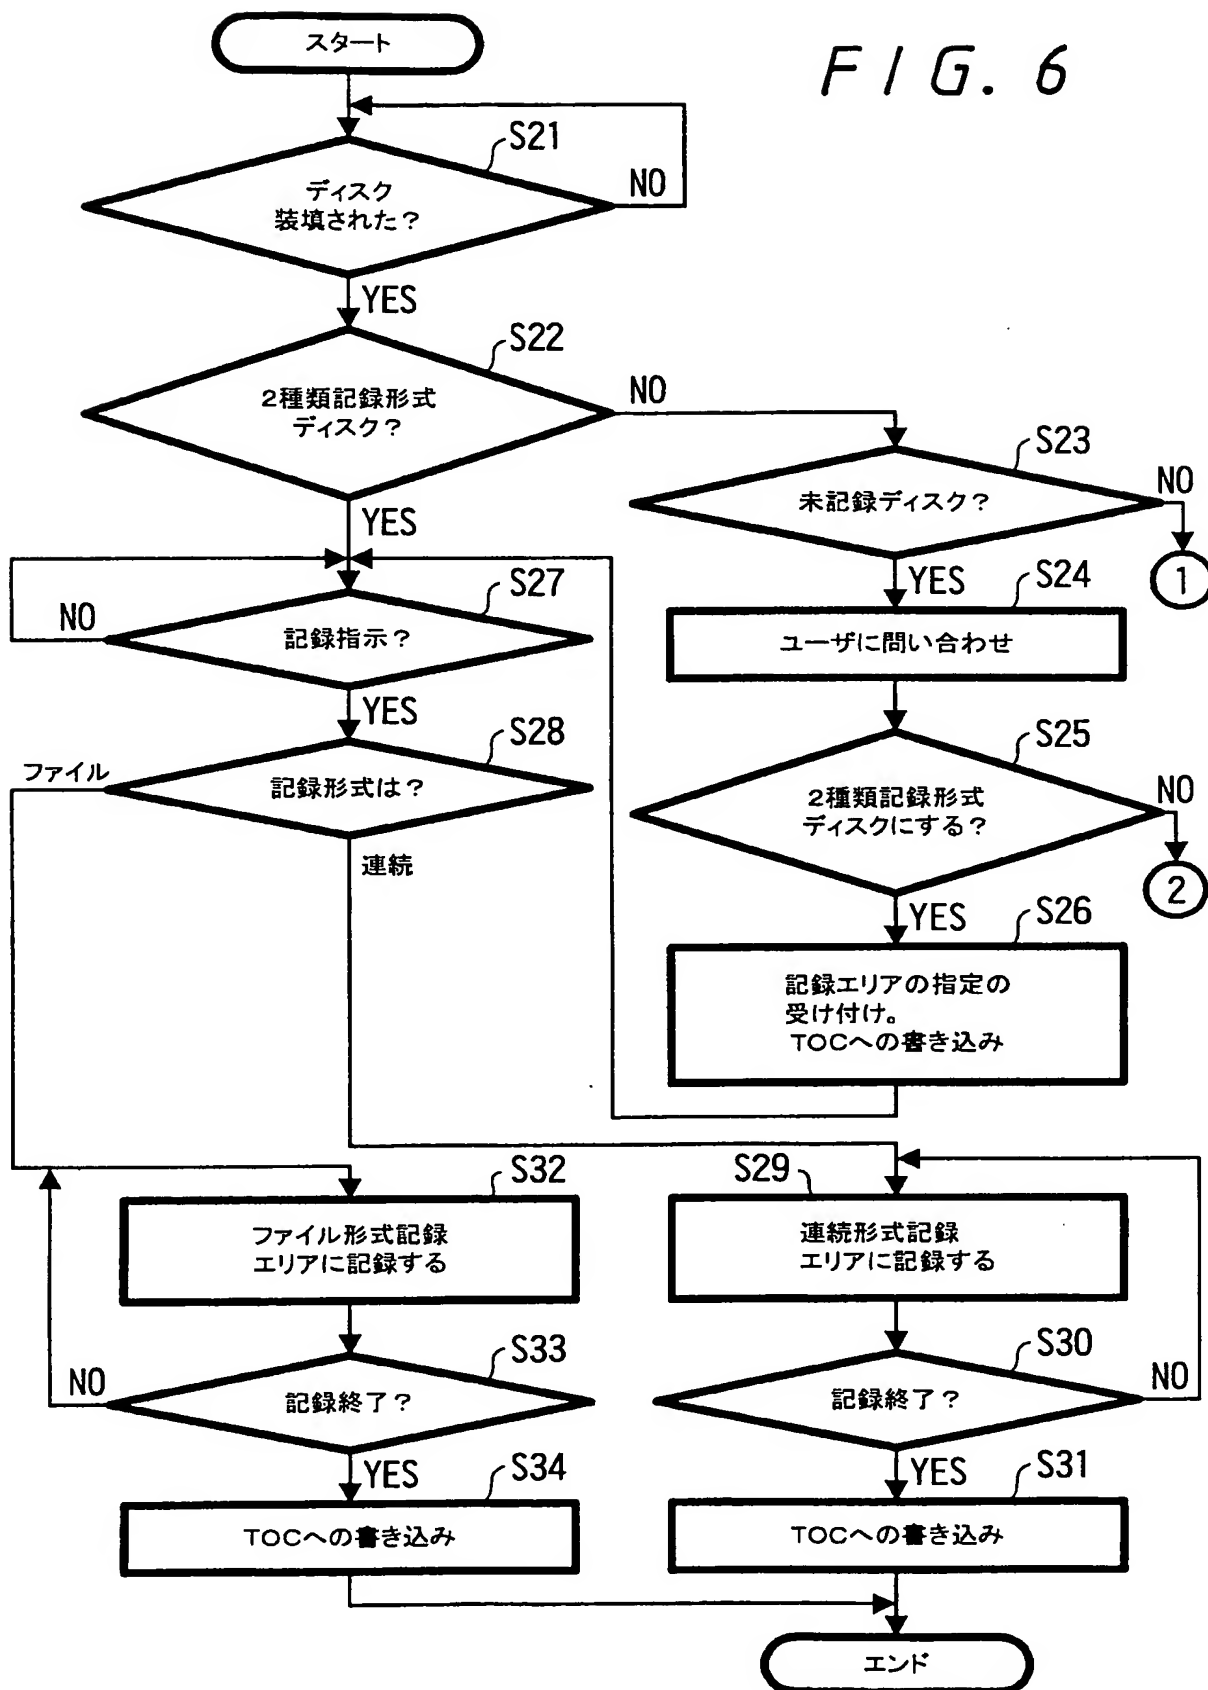 FIG. 6
スタート
S21
ディスク
装填された?
NO
YES
S22
2種類記録形式
ディスク?
NO
YES
S23
未記録ディスク?
NO
1
YES
S24
ユーザに問い合わせ
S25
2種類記録形式
ディスクにする?
NO
2
YES
S26
記録エリアの指定の
受け付け。
TOCへの書き込み
S27
NO
記録指示?
YES
S28
ファイル
記録形式は?
連続
S32
ファイル形式記録
エリアに記録する
S33
NO
記録終了?
YES
S34
TOCへの書き込み
S29
連続形式記録
エリアに記録する
S30
記録終了?
NO
YES
S31
TOCへの書き込み
エンド